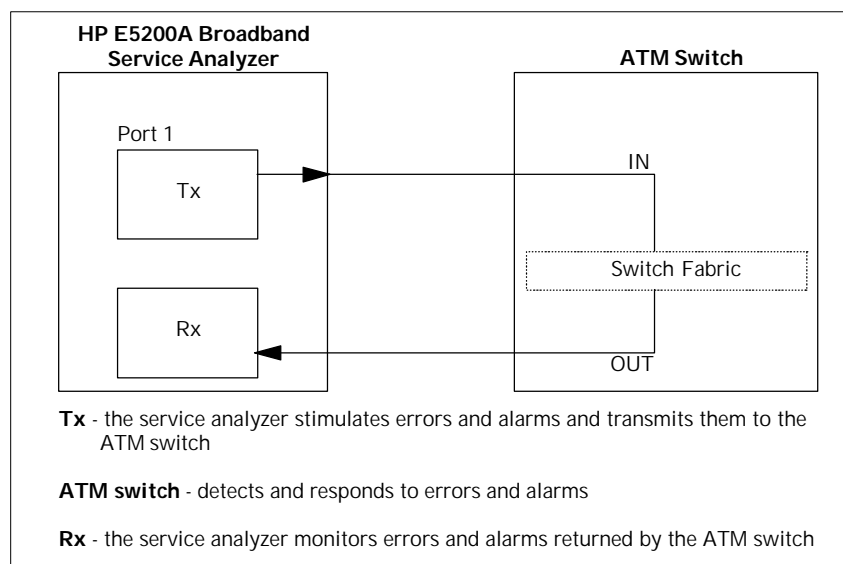 HP E5200A Broadband
Service Analyzer
ATM Switch
Port 1
Tx
IN
Switch Fabric
Rx
OUT
Tx - the service analyzer stimulates errors and alarms and transmits them to the
ATM switch
ATM switch - detects and responds to errors and alarms
Rx - the service analyzer monitors errors and alarms returned by the ATM switch